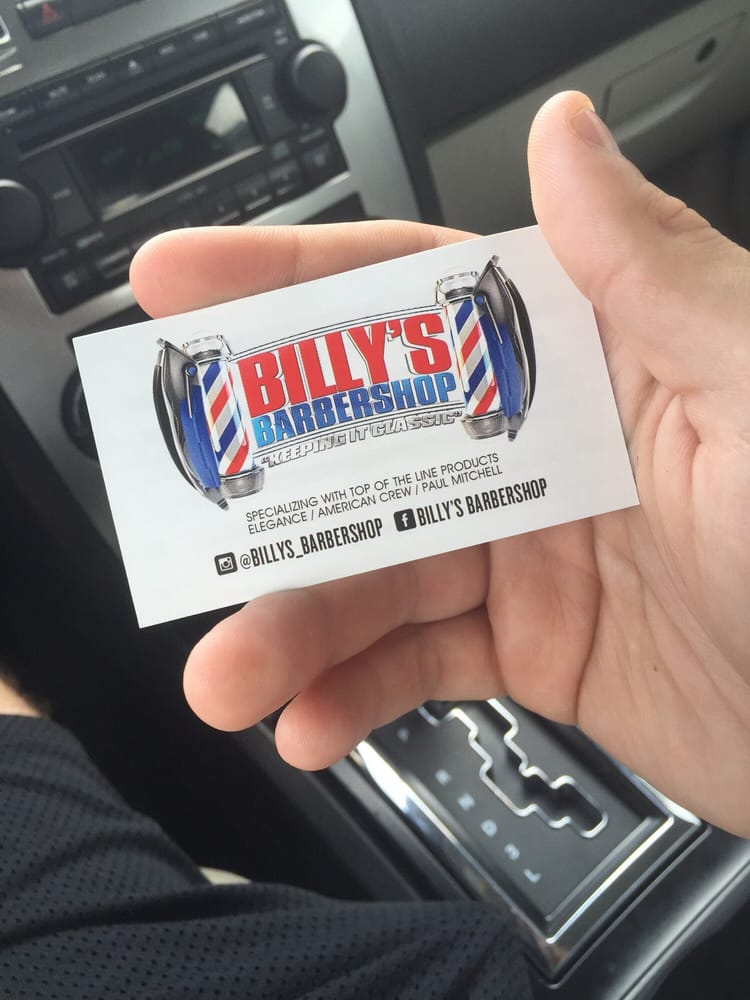 BILLY'S
BARBERSHOP
"KEEPING IT CLASSIC"
SPECIALIZING WITH TOP OF THE LINE PRODUCTS
ELEGANCE / AMERICAN CREW / PAUL MITCHELL
@BILLYS_BARBERSHOP f BILLY'S BARBERSHOP